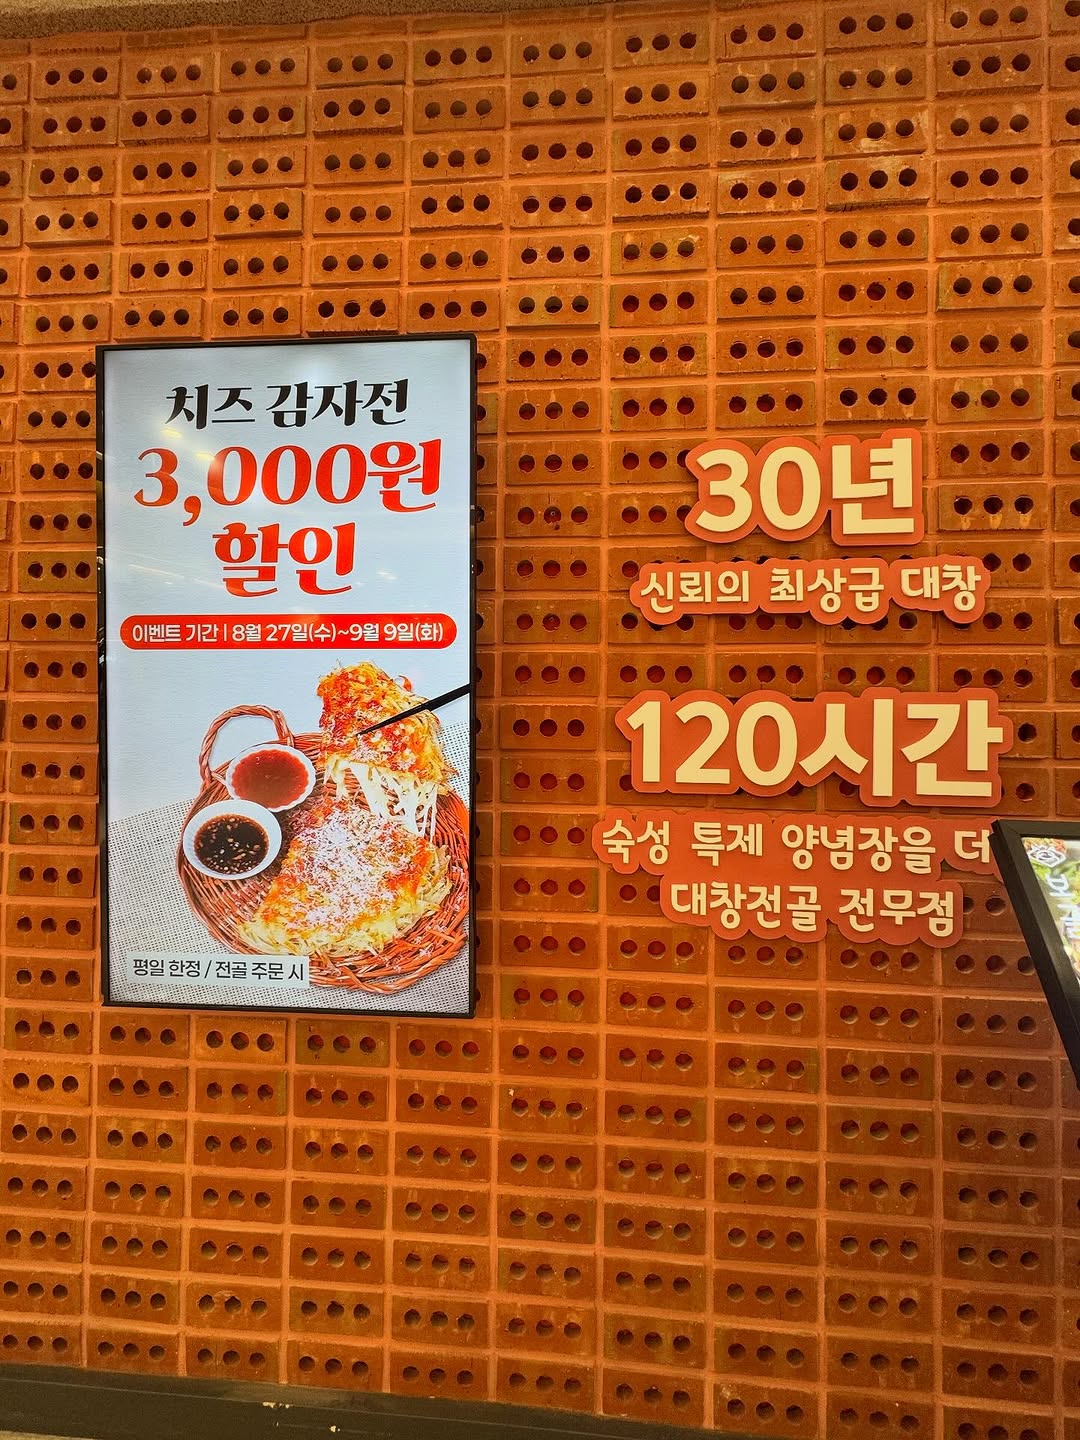 치즈 감자전
3,000원
할인
이벤트 기간 | 8월 27일(수)~9월 9일(화)
평일 한정 / 전골 주문 시
30년
신뢰의 최상급 대창
120시간
숙성 특제 양념장을 더
대창전골 전무점